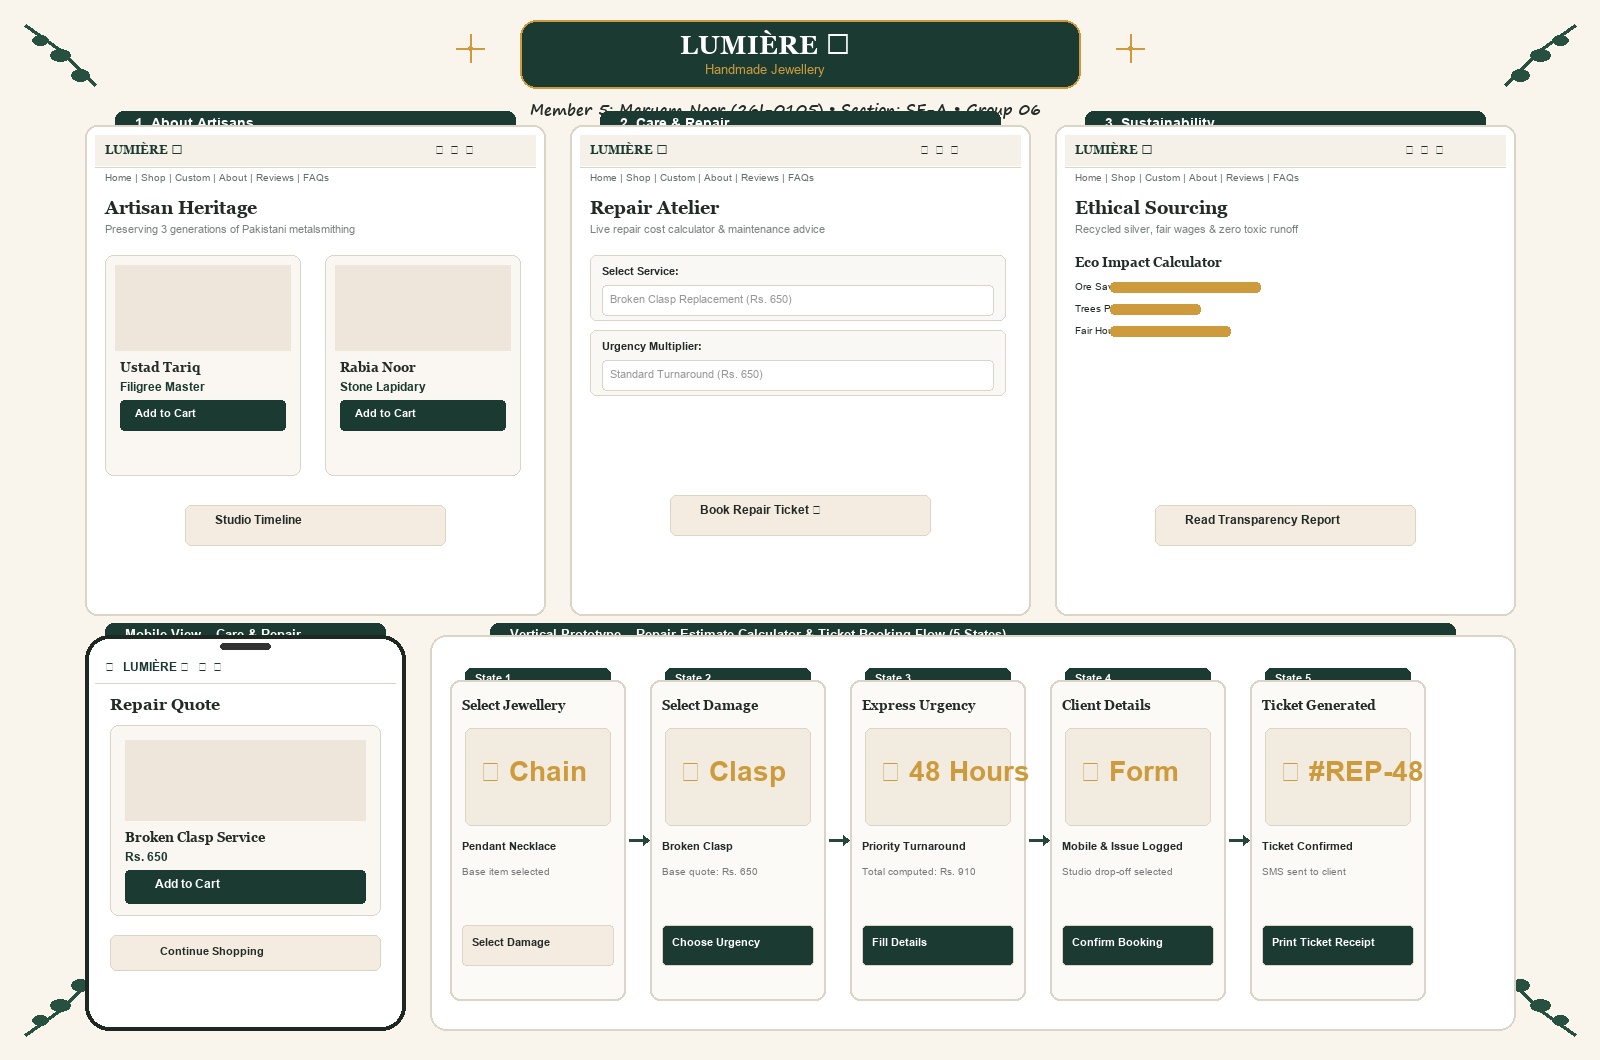 LUMIÈRE □
Handmade Jewellery
Member 5: Maryam Noor (26L-0105) • Section: SE-A • Group 06
1. About Artisans
LUMIÈRE □ □ □ □
Home | Shop | Custom | About | Reviews | FAQs
Artisan Heritage
Preserving 3 generations of Pakistani metalsmithing
Ustad Tariq
Filigree Master
Add to Cart
Rabia Noor
Stone Lapidary
Add to Cart
Studio Timeline
2. Care & Repair
LUMIÈRE □ □ □ □
Home | Shop | Custom | About | Reviews | FAQs
Repair Atelier
Live repair cost calculator & maintenance advice
Select Service:
Broken Clasp Replacement (Rs. 650)
Urgency Multiplier:
Standard Turnaround (Rs. 650)
Book Repair Ticket □
3. Sustainability
LUMIÈRE □ □ □ □
Home | Shop | Custom | About | Reviews | FAQs
Ethical Sourcing
Recycled silver, fair wages & zero toxic runoff
Eco Impact Calculator
Ore
Trees
Fair
Read Transparency Report
Mobile View – Care & Repair
□ LUMIÈRE □ □ □
Repair Quote
Broken Clasp Service
Rs. 650
Add to Cart
Continue Shopping
Vertical Prototype – Repair Estimate Calculator & Ticket Booking Flow (5 States)
State 1
Select Jewellery
□ Chain
Pendant Necklace
Base item selected
Select Damage
State 2
Select Damage
□ Clasp
Broken Clasp
Base quote: Rs. 650
Choose Urgency
State 3
Express Urgency
□ 48 Hours
Priority Turnaround
Total computed: Rs. 910
Fill Details
State 4
Client Details
□ Form
Mobile & Issue Logged
Studio drop-off selected
Confirm Booking
State 5
Ticket Generated
□ #REP-48
Ticket Confirmed
SMS sent to client
Print Ticket Receipt